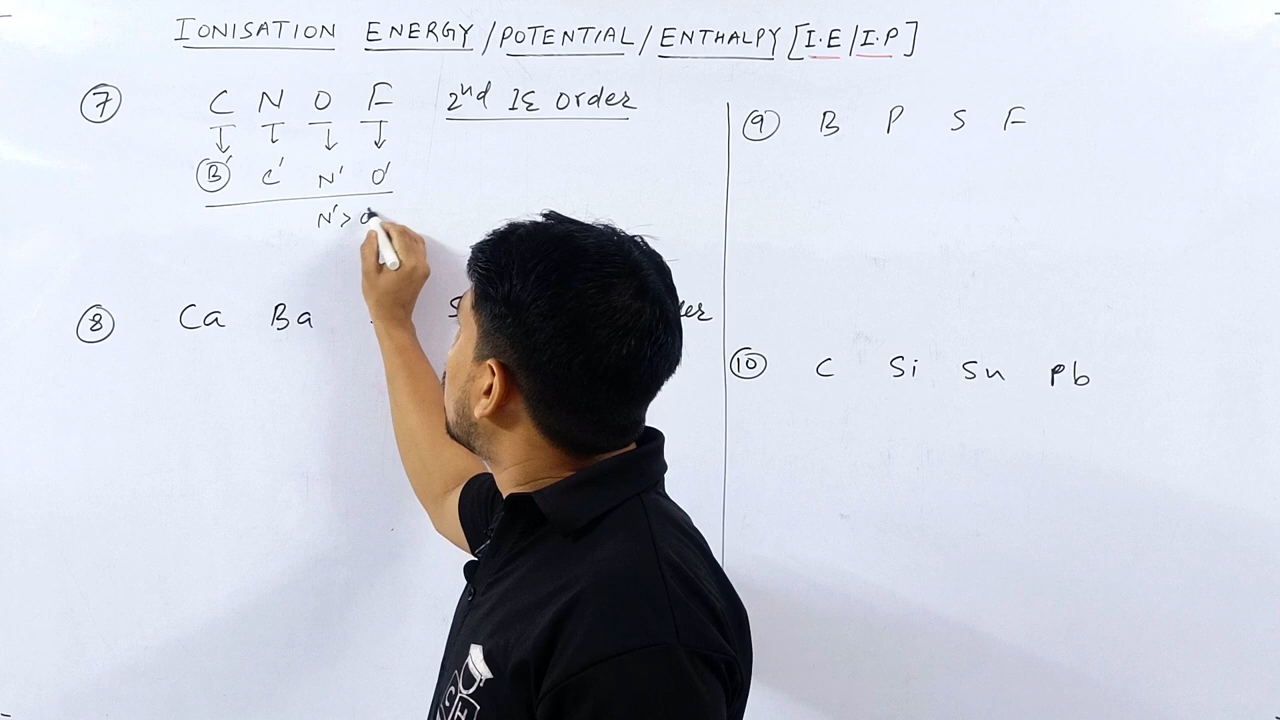 IONISATION ENERGY/POTENTIAL/ENTHALPY [I.E/I.P]
⑦ C N O F 2nd IE Order
B' C' N' O'
N' >
⑧ Ca Ba
⑨ B P S F
⑩ C Si Sn Pb